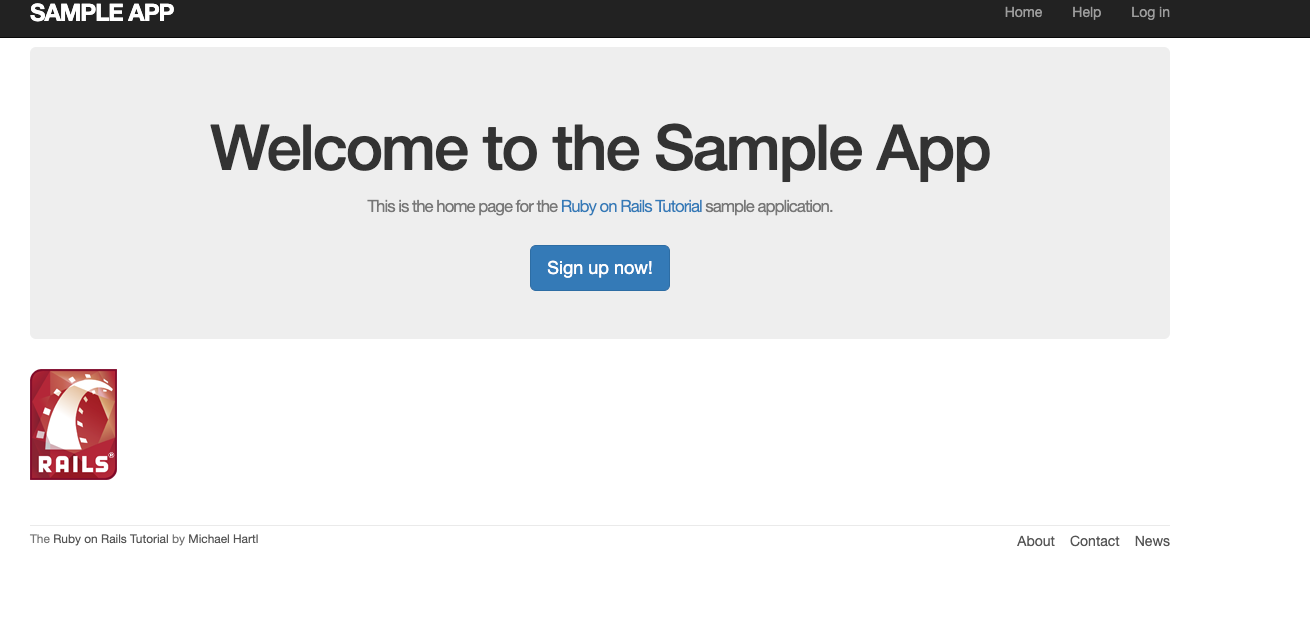 SAMPLE APP
Home Help Log in
Welcome to the Sample App
This is the home page for the Ruby on Rails Tutorial sample application.
Sign up now!
RAILS®
The Ruby on Rails Tutorial by Michael Hartl
About Contact News